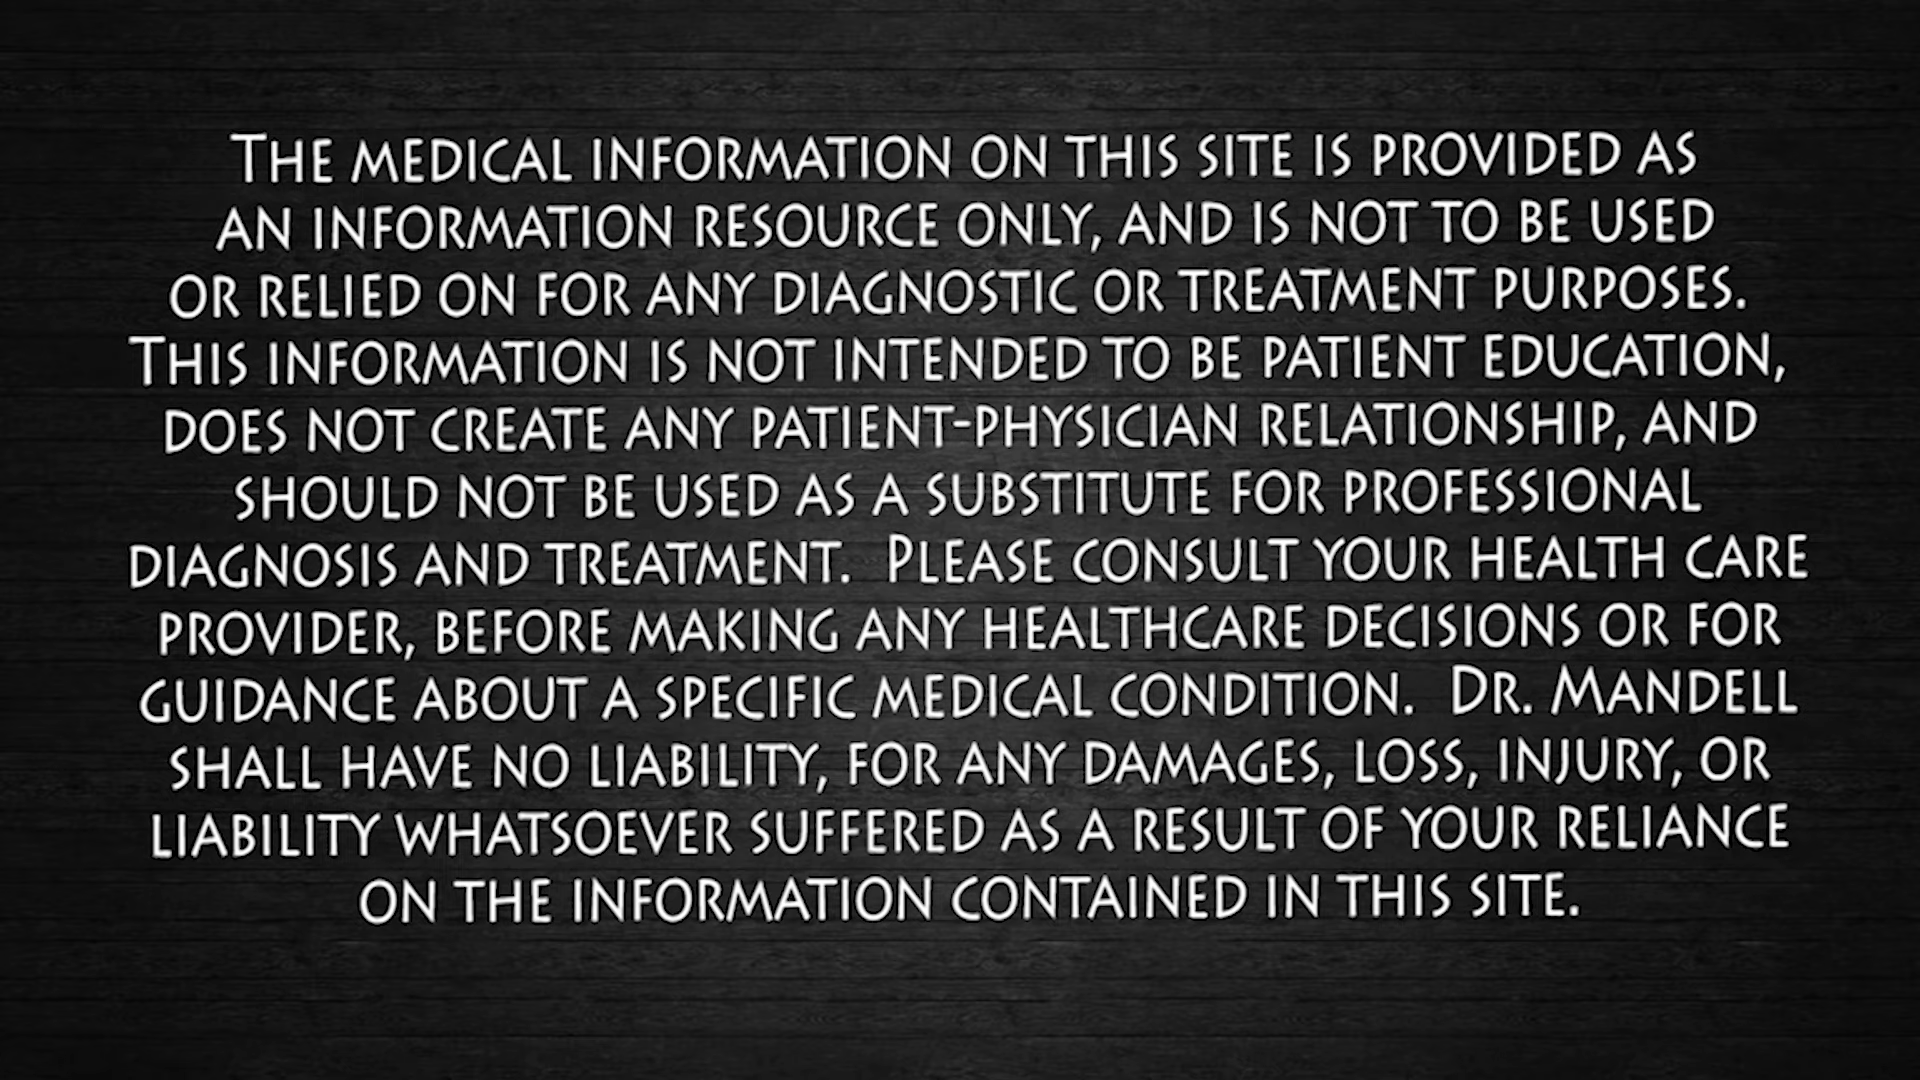 The medical information on this site is provided as
an information resource only, and is not to be used
or relied on for any diagnostic or treatment purposes.
This information is not intended to be patient education,
does not create any patient-physician relationship, and
should not be used as a substitute for professional
diagnosis and treatment.  Please consult your health care
provider, before making any healthcare decisions or for
guidance about a specific medical condition.  Dr. Mandell
shall have no liability, for any damages, loss, injury, or
liability whatsoever suffered as a result of your reliance
on the information contained in this site.